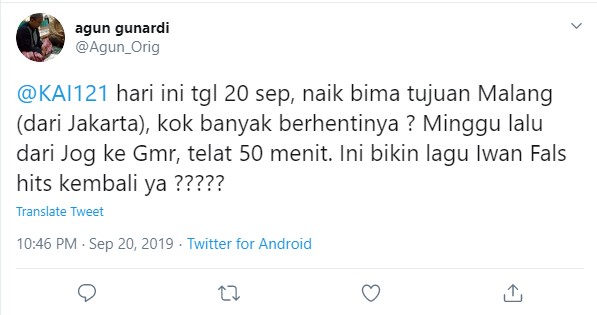 agun gunardi
@Agun_Orig
@KAI121 hari ini tgl 20 sep, naik bima tujuan Malang
(dari Jakarta), kok banyak berhentinya ? Minggu lalu
dari Jog ke Gmr, telat 50 menit. Ini bikin lagu Iwan Fals
hits kembali ya ?????
Translate Tweet
10:46 PM · Sep 20, 2019 · Twitter for Android